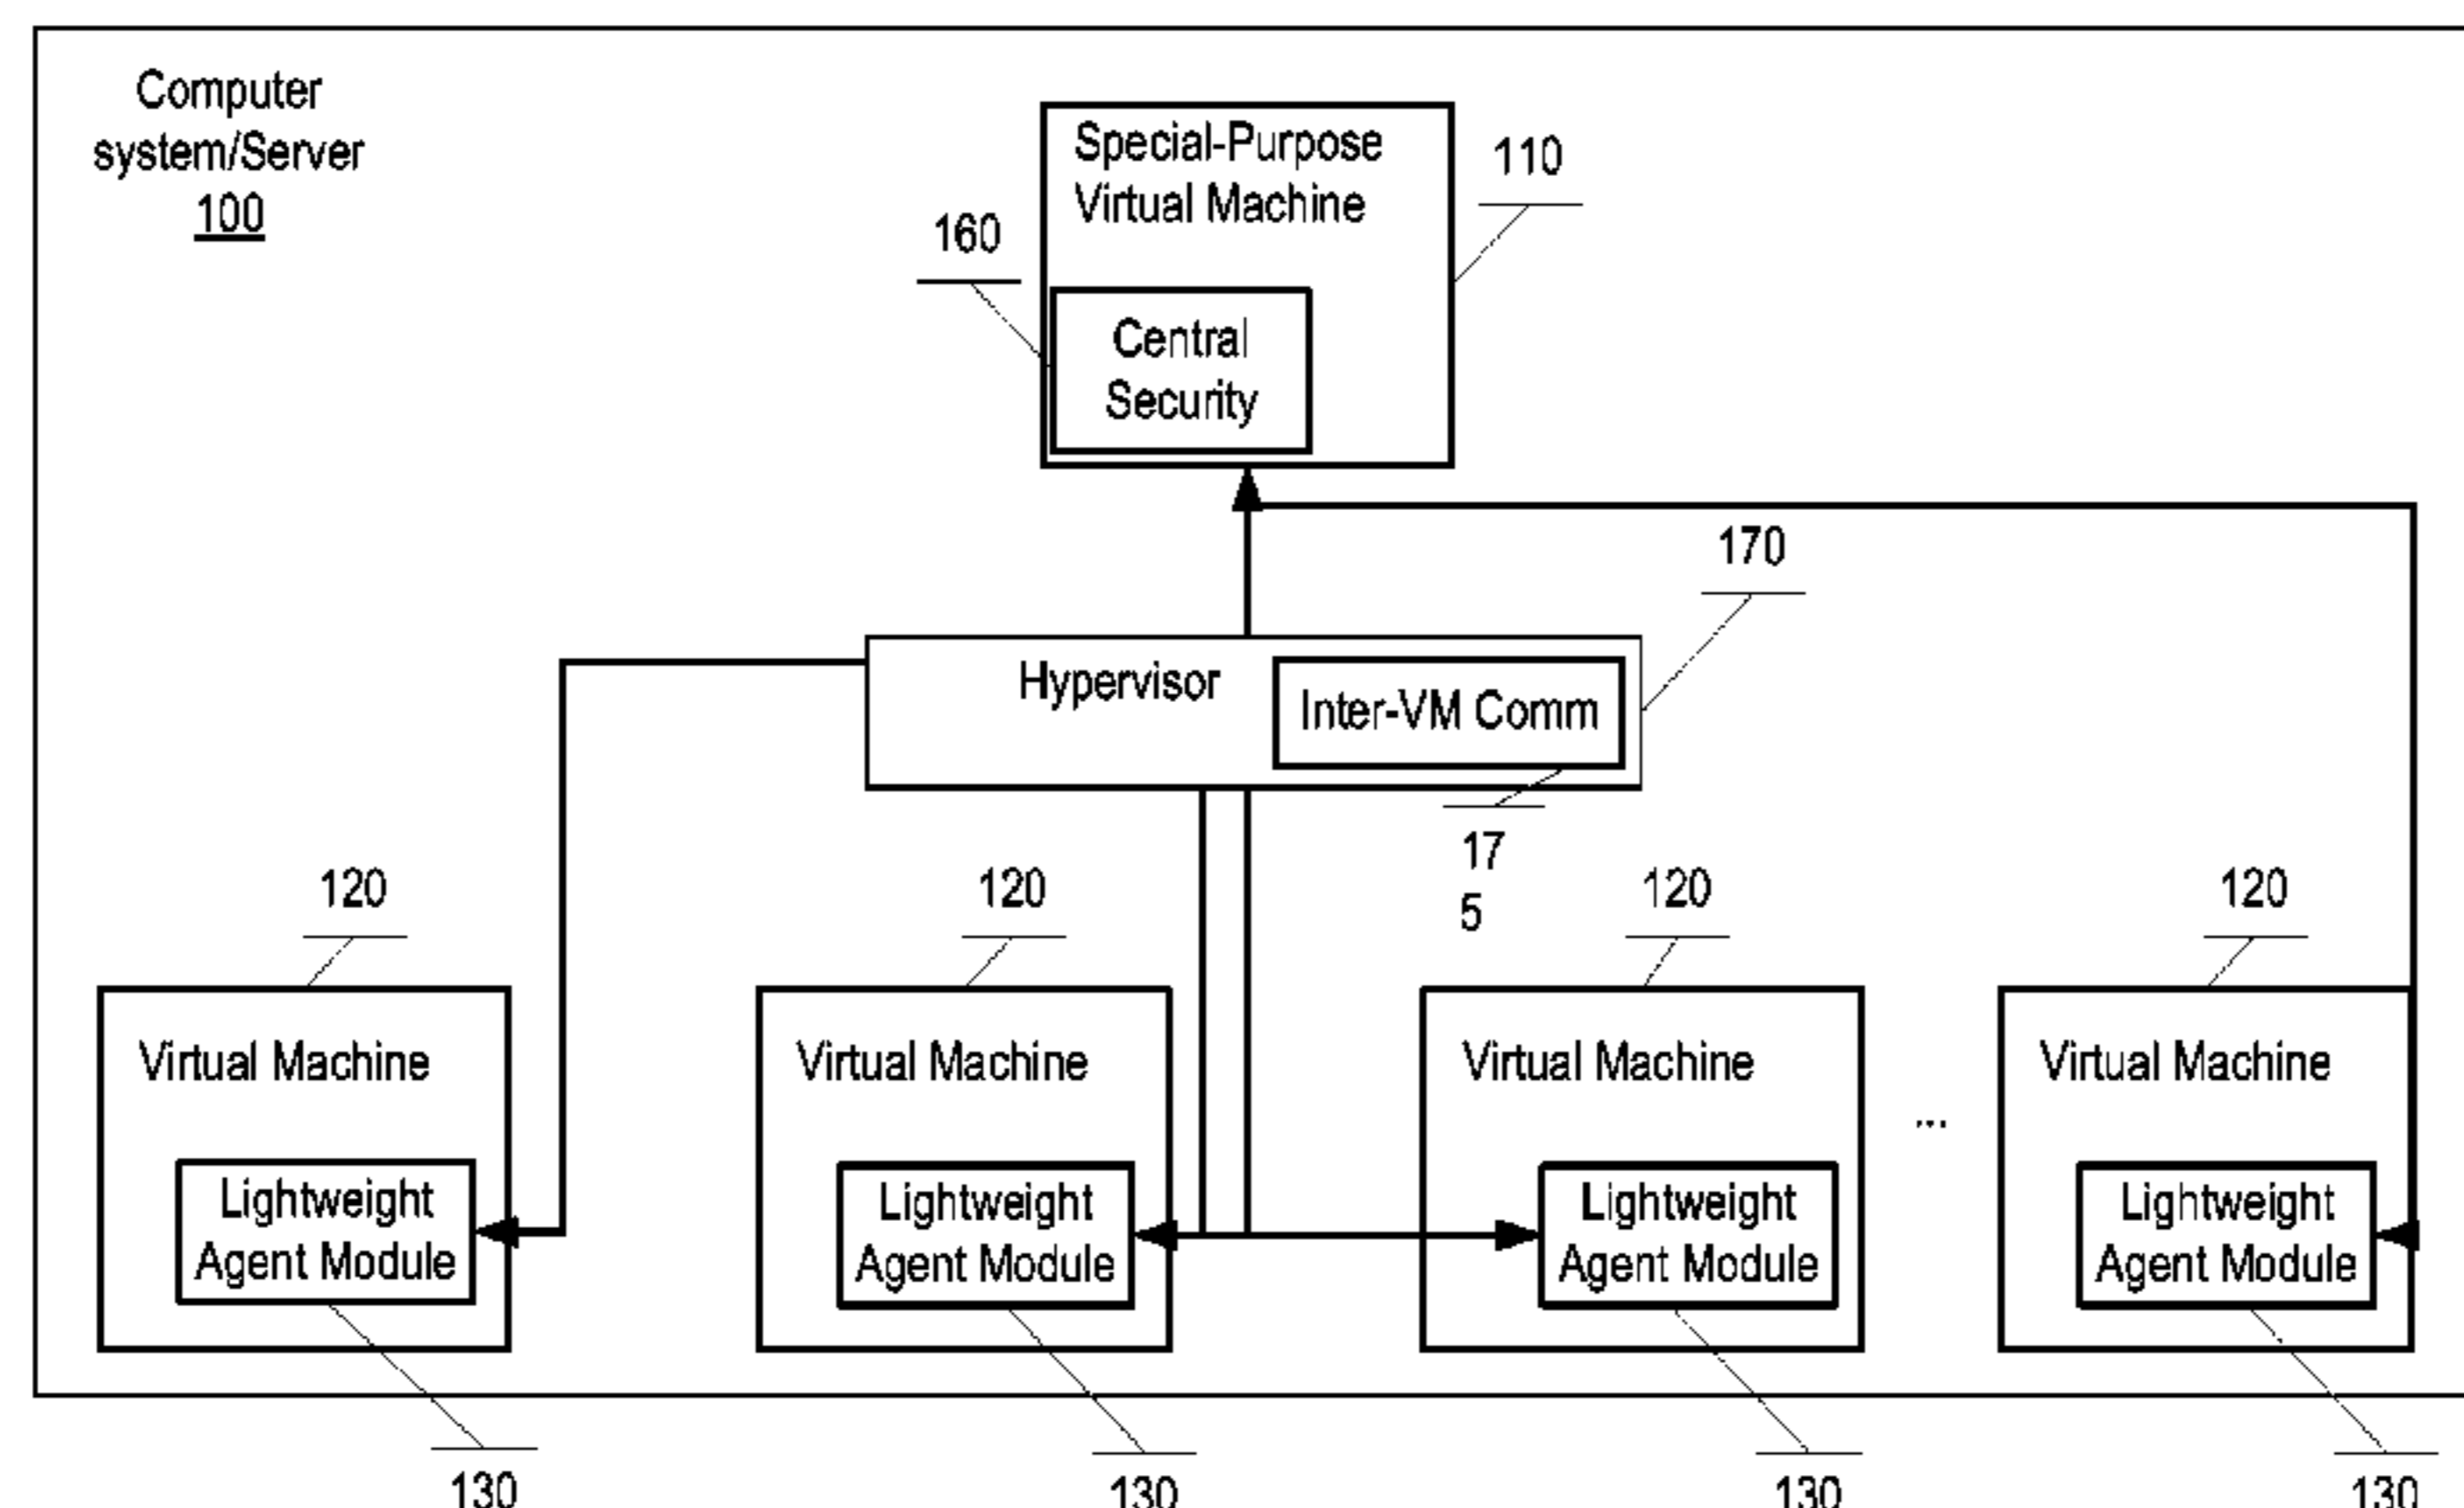 Computer
system/Server
100
Special-Purpose
Virtual Machine
110
160
Central
Security
170
Hypervisor
Inter-VM Comm
17
5
120
120
120
120
Virtual Machine
Virtual Machine
Virtual Machine
...
Virtual Machine
Lightweight
Agent Module
Lightweight
Agent Module
Lightweight
Agent Module
Lightweight
Agent Module
130
130
130
130